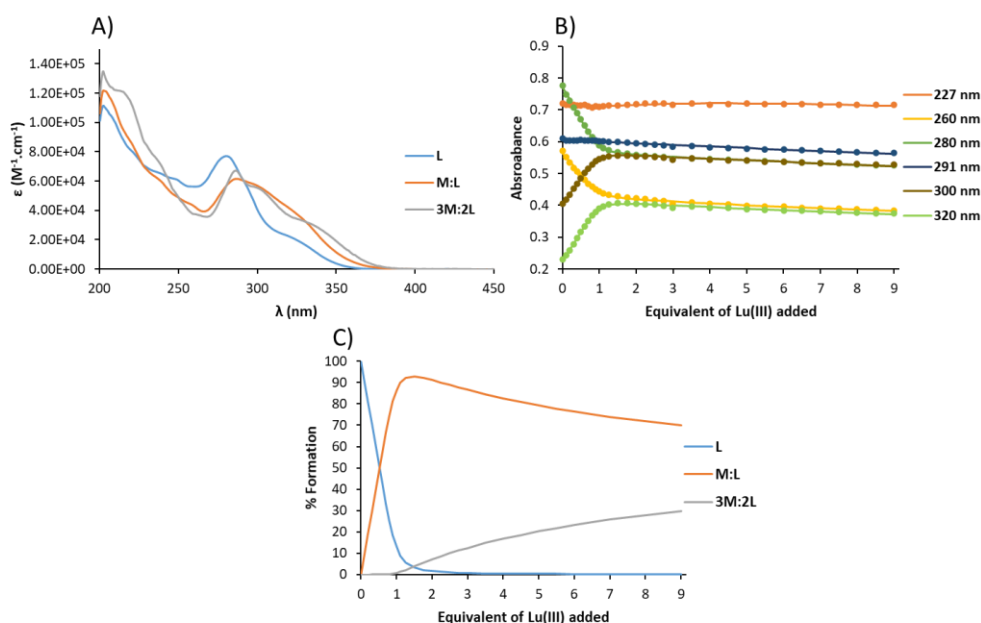 A)
ε (M⁻¹.cm⁻¹)
1.40E+05
1.20E+05
1.00E+05
8.00E+04
6.00E+04
4.00E+04
2.00E+04
0.00E+00
200 250 300 350 400 450
λ (nm)
L
M:L
3M:2L
B)
Absroabance
0.9
0.8
0.7
0.6
0.5
0.4
0.3
0.2
0 1 2 3 4 5 6 7 8 9
Equivalent of Lu(III) added
227 nm
260 nm
280 nm
291 nm
300 nm
320 nm
C)
% Formation
100
90
80
70
60
50
40
30
20
10
0
0 1 2 3 4 5 6 7 8 9
Equivalent of Lu(III) added
L
M:L
3M:2L